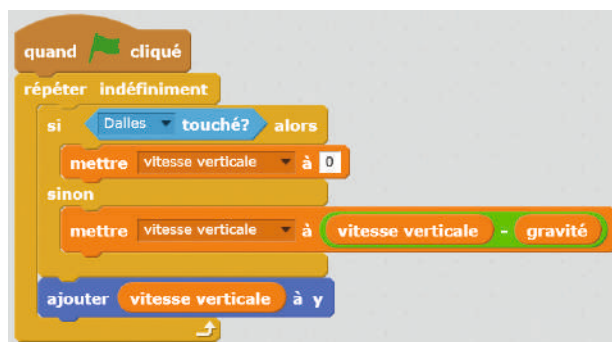 quand cliqué
répéter indéfiniment
si Dalles touché? alors
mettre vitesse verticale à 0
sinon
mettre vitesse verticale à vitesse verticale - gravité
ajouter vitesse verticale à y